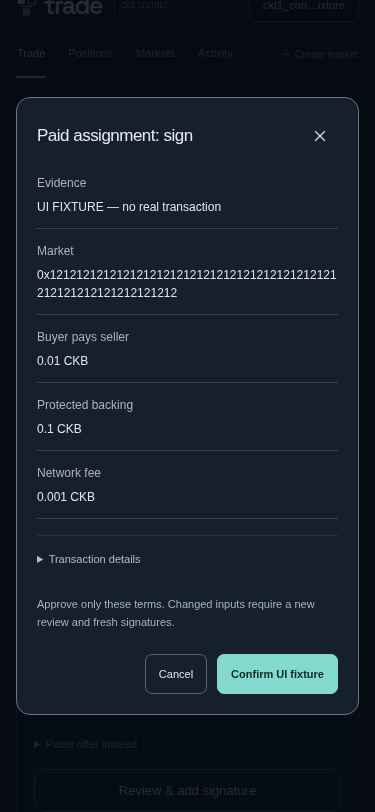 trade
CKB TESTNET
ckt1_con...ixture
Trade
Positions
Markets
Activity
+ Create market
Paid assignment: sign
Evidence
UI FIXTURE — no real transaction
Market
0x121212121212121212121212121212121212121212121
212121212121212121212
Buyer pays seller
0.01 CKB
Protected backing
0.1 CKB
Network fee
0.001 CKB
Transaction details
Approve only these terms. Changed inputs require a new
review and fresh signatures.
Cancel
Confirm UI fixture
Paste offer instead
Review & add signature